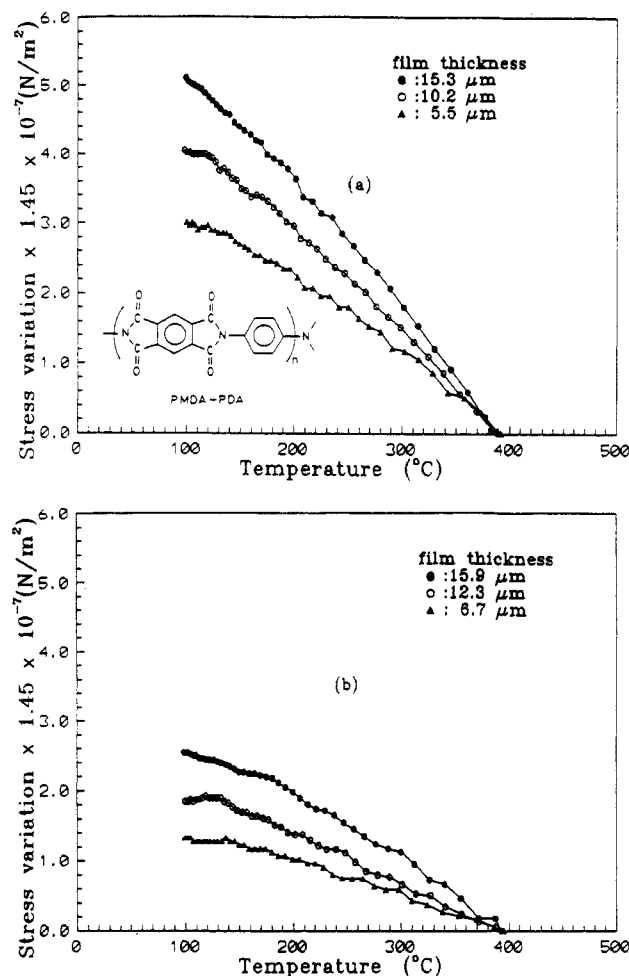 6.0
5.0
4.0
3.0
2.0
1.0
0.0
Stress variation x 1.45 x 10⁻⁷(N/m²)
film thickness
● :15.3 μm
○ :10.2 μm
▲ : 5.5 μm
(a)
O O O O
N N N
n
PMDA-PDA
0 100 200 300 400 500
Temperature (°C)
6.0
5.0
4.0
3.0
2.0
1.0
0.0
Stress variation x 1.45 x 10⁻⁷(N/m²)
film thickness
● :15.9 μm
○ :12.3 μm
▲ : 6.7 μm
(b)
0 100 200 300 400 500
Temperature (°C)